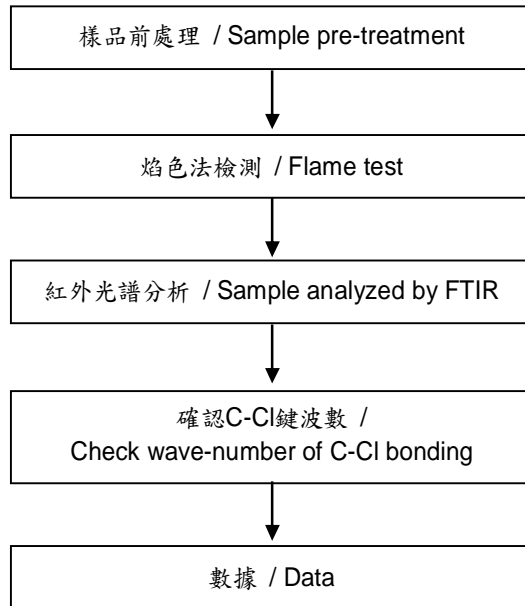 樣品前處理 / Sample pre-treatment
焰色法檢測 / Flame test
紅外光譜分析 / Sample analyzed by FTIR
確認C-Cl鍵波數 /
Check wave-number of C-Cl bonding
數據 / Data